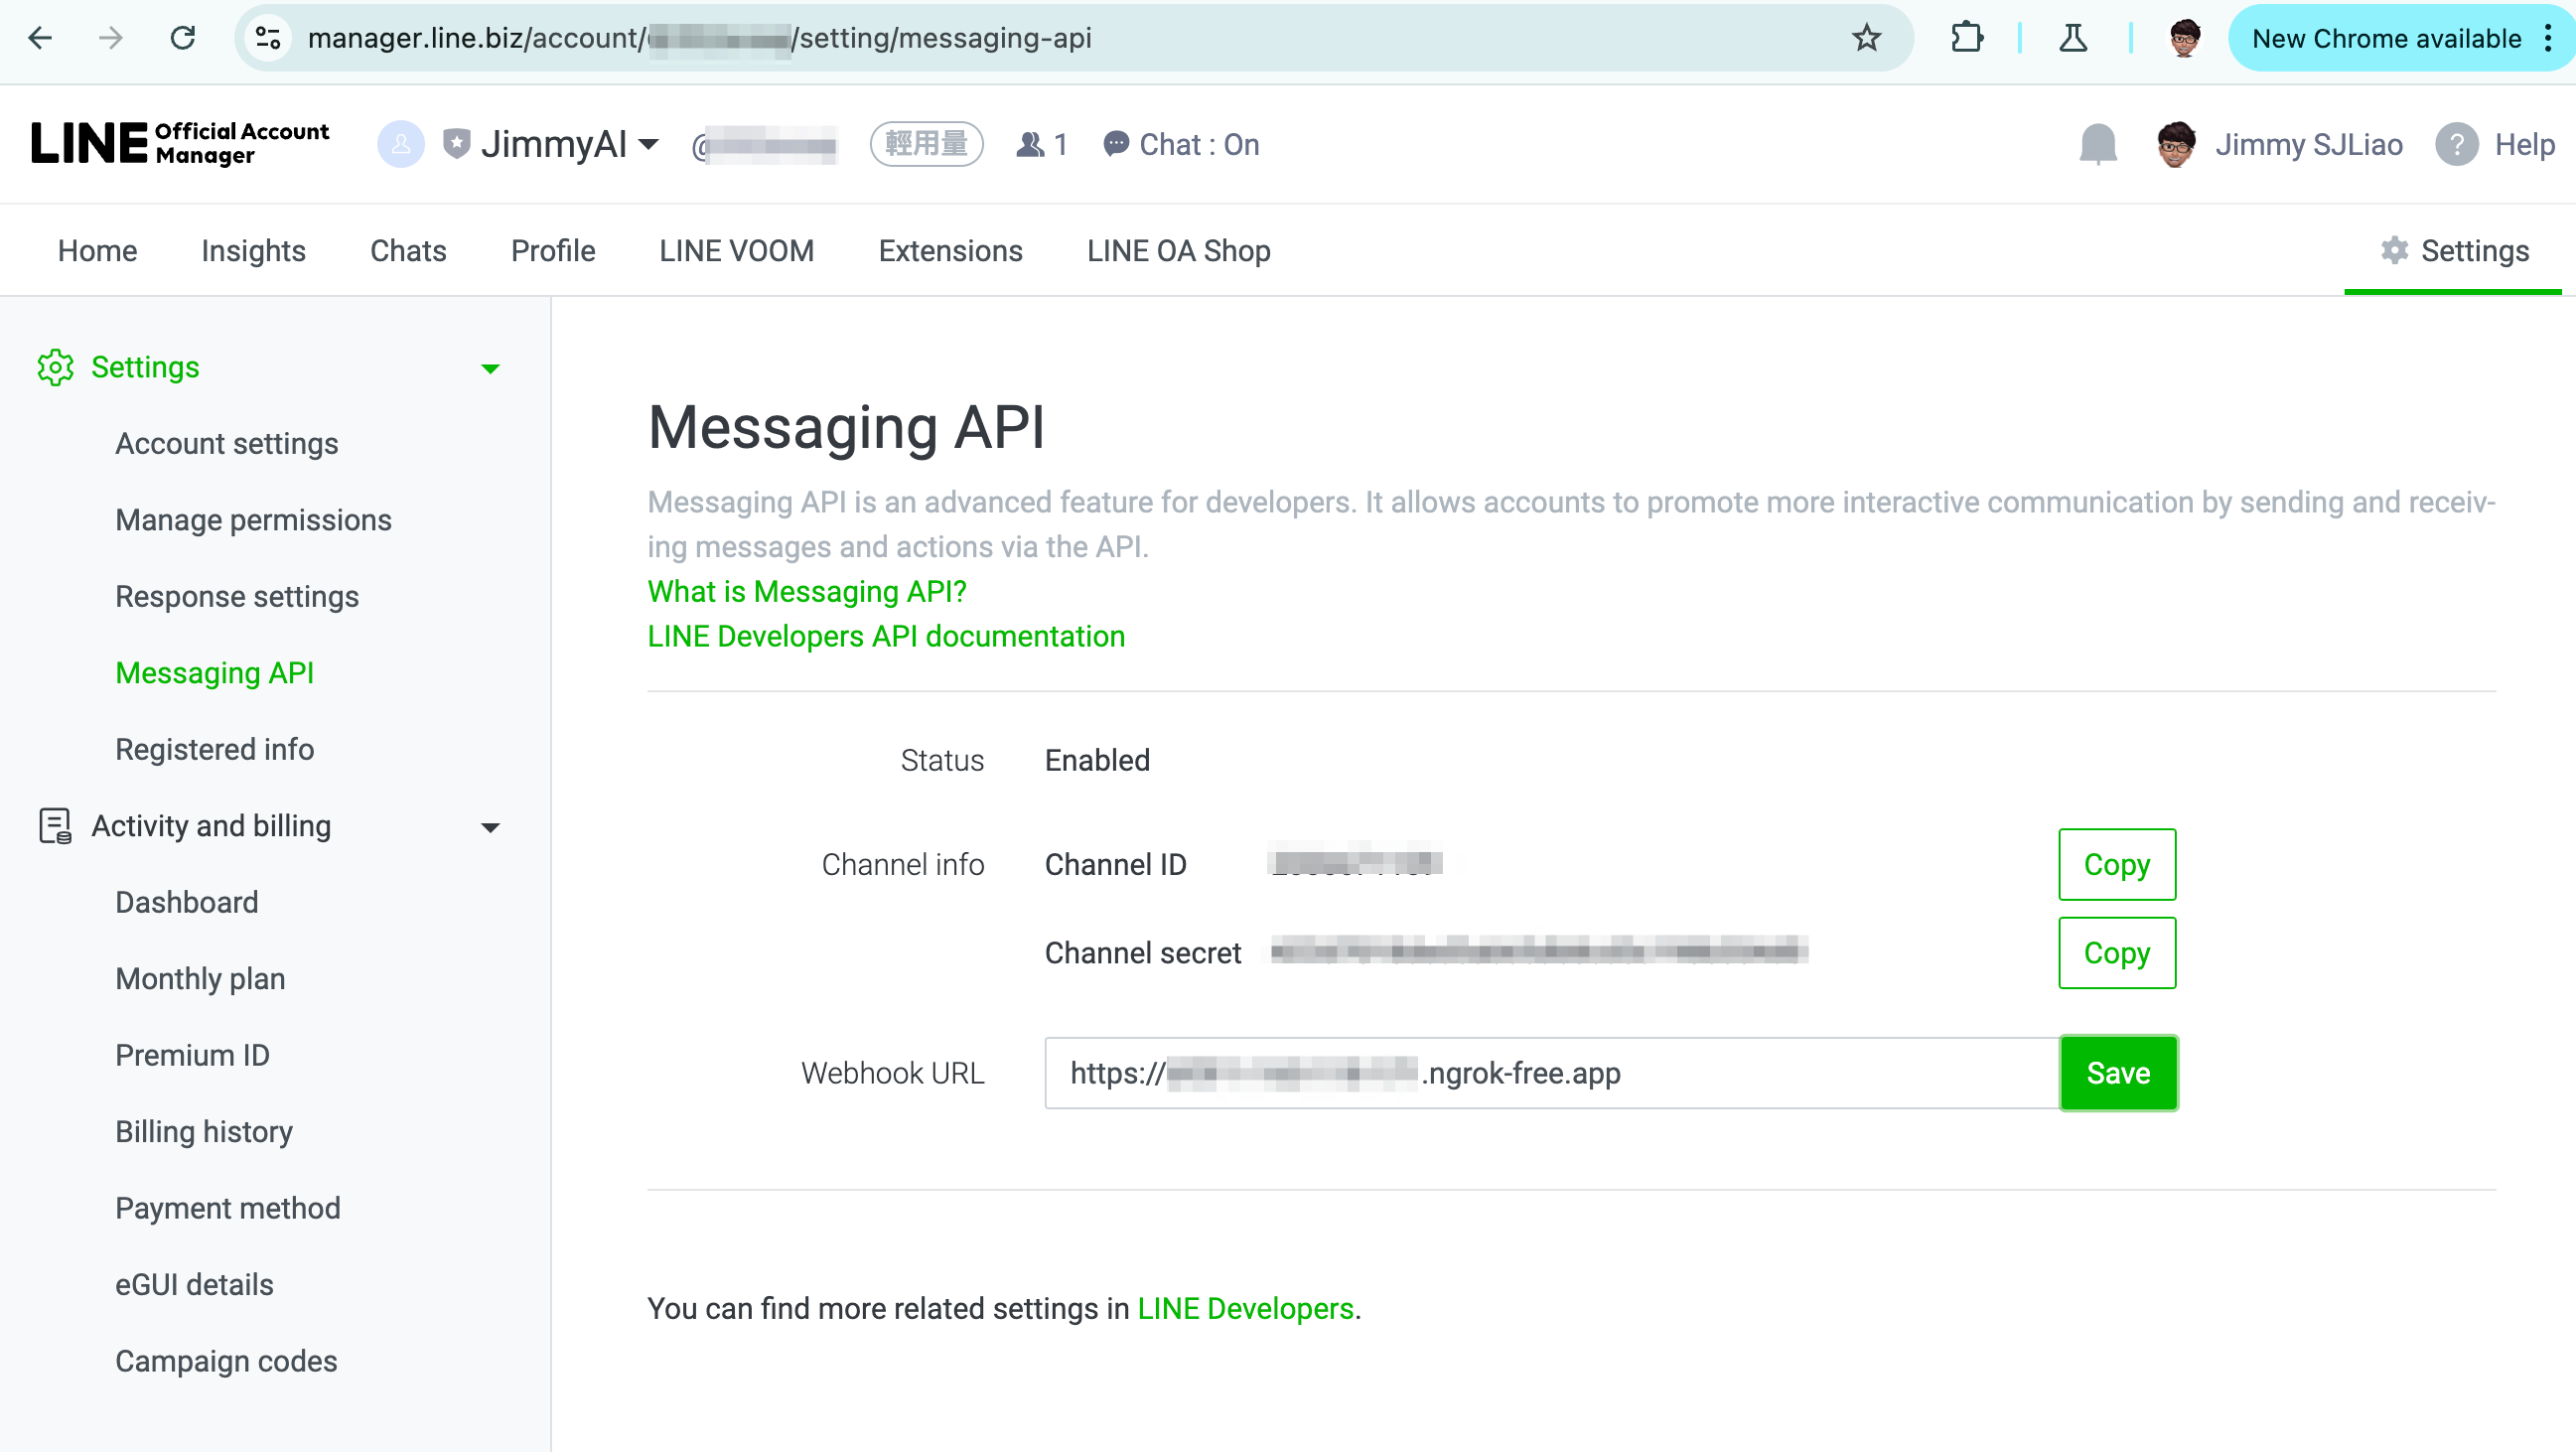 manager.line.biz/account/ /setting/messaging-api
New Chrome available
LINE Official Account Manager
JimmyAI
@
輕用量
1
Chat : On
Jimmy SJLiao
Help
Home
Insights
Chats
Profile
LINE VOOM
Extensions
LINE OA Shop
Settings
Settings
Account settings
Manage permissions
Response settings
Messaging API
Registered info
Activity and billing
Dashboard
Monthly plan
Premium ID
Billing history
Payment method
eGUI details
Campaign codes
Messaging API
Messaging API is an advanced feature for developers. It allows accounts to promote more interactive communication by sending and receiv-
ing messages and actions via the API.
What is Messaging API?
LINE Developers API documentation
Status
Enabled
Channel info
Channel ID
Copy
Channel secret
Copy
Webhook URL
https:// .ngrok-free.app
Save
You can find more related settings in LINE Developers.